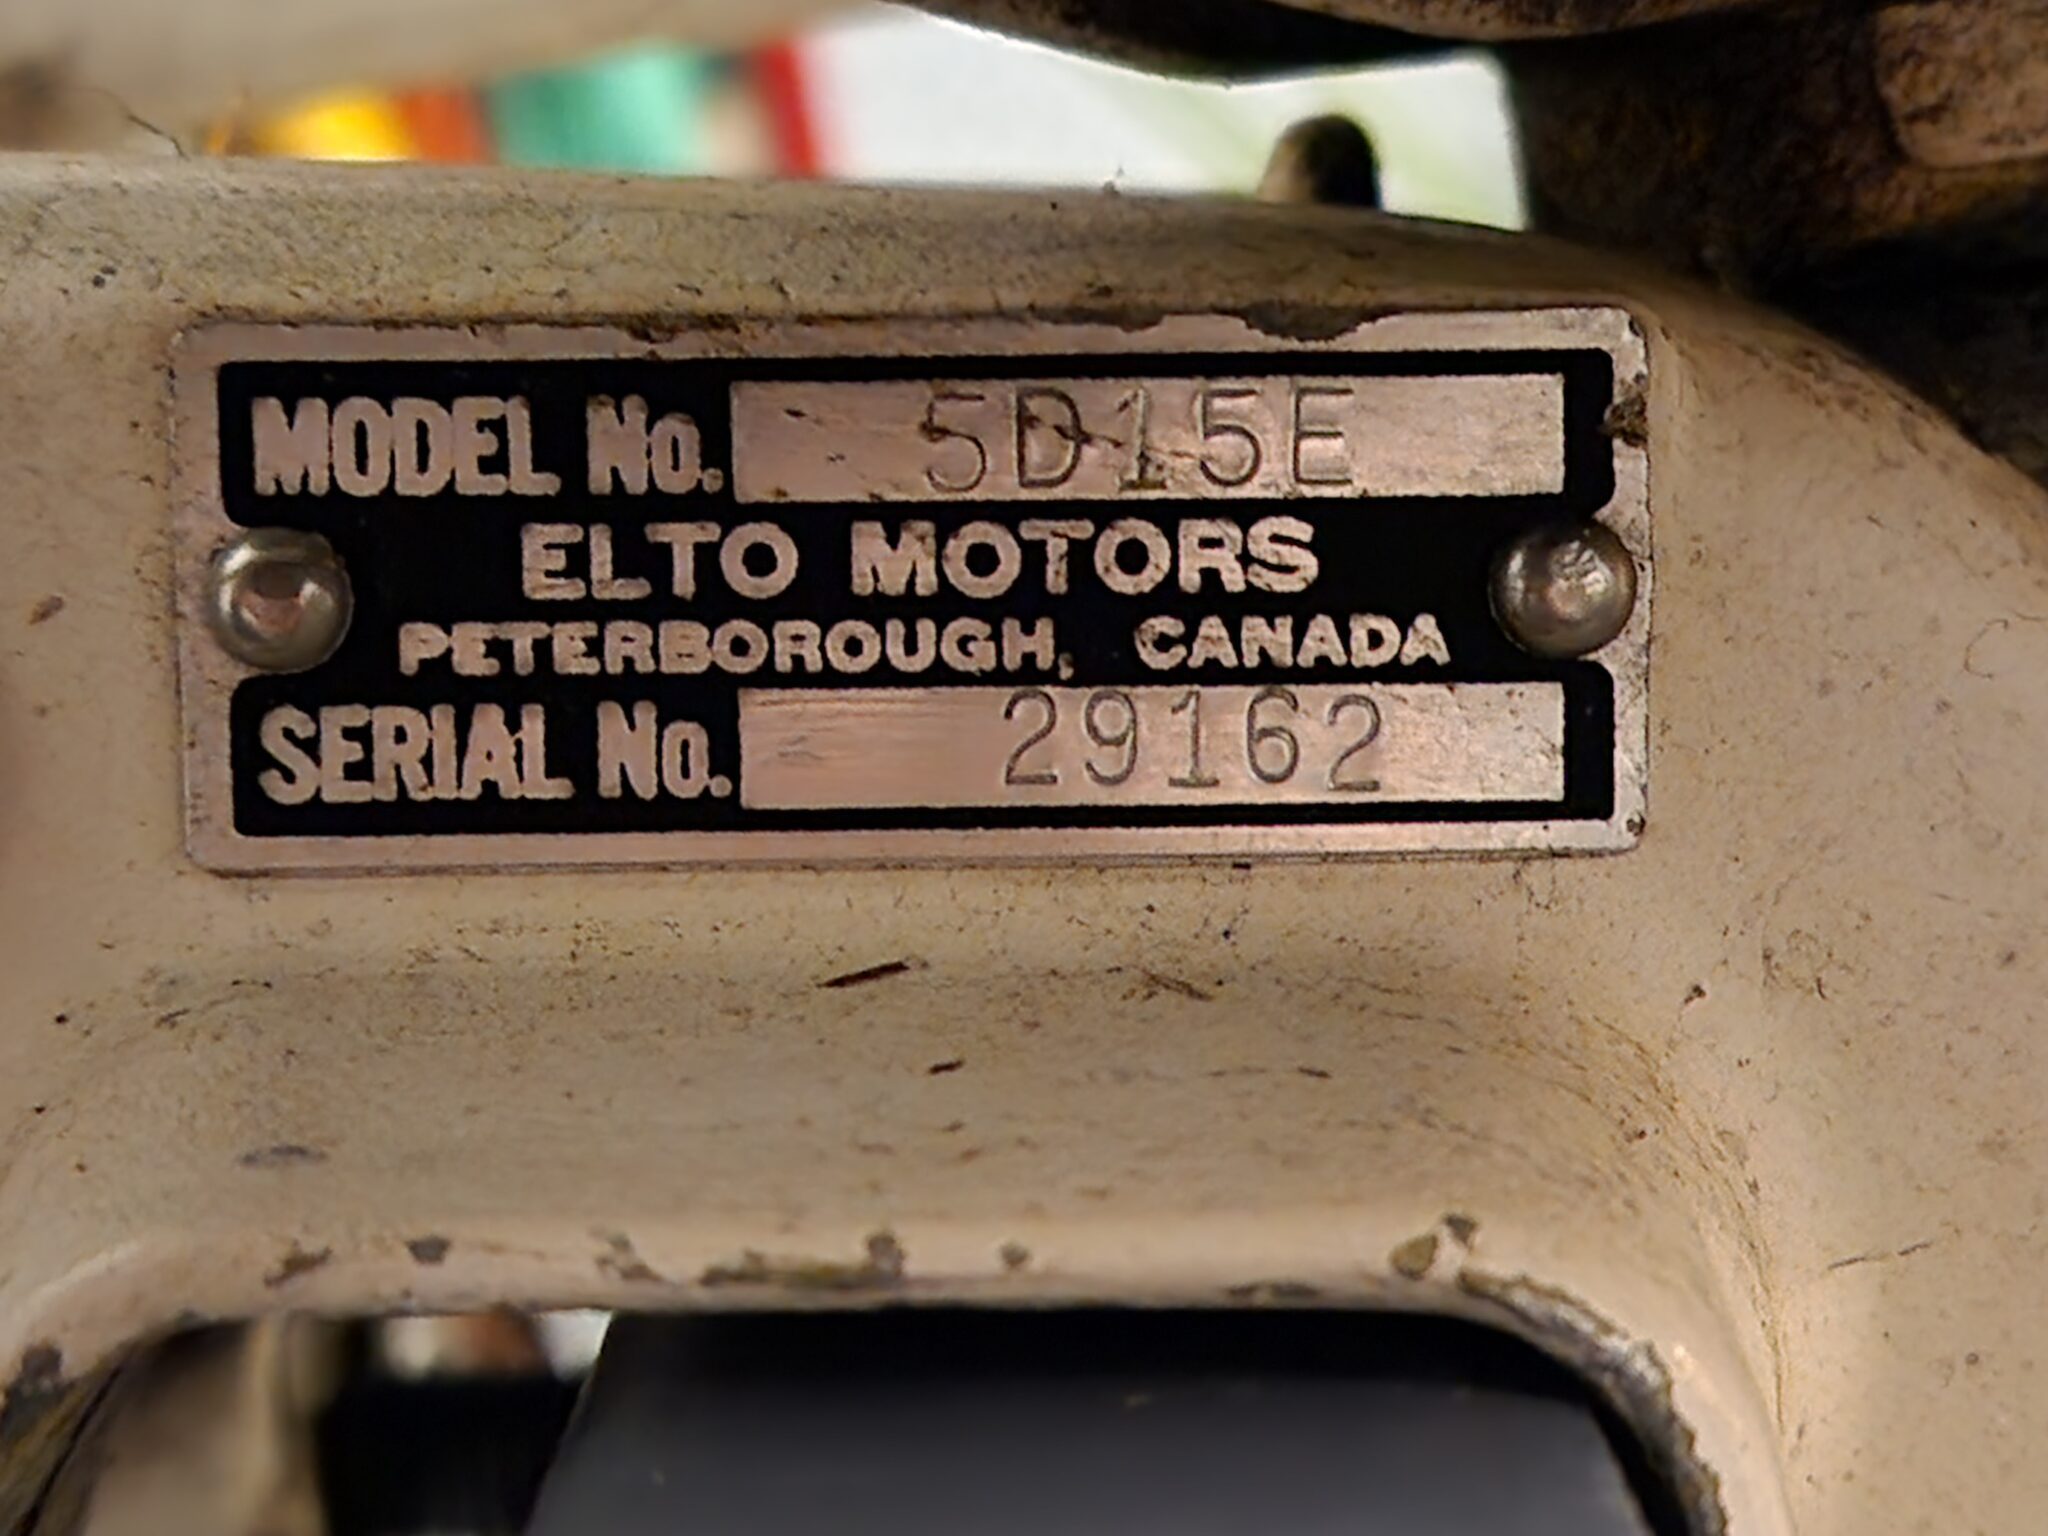 MODEL No. 5D15E
ELTO MOTORS
PETERBOROUGH, CANADA
SERIAL No. 29162